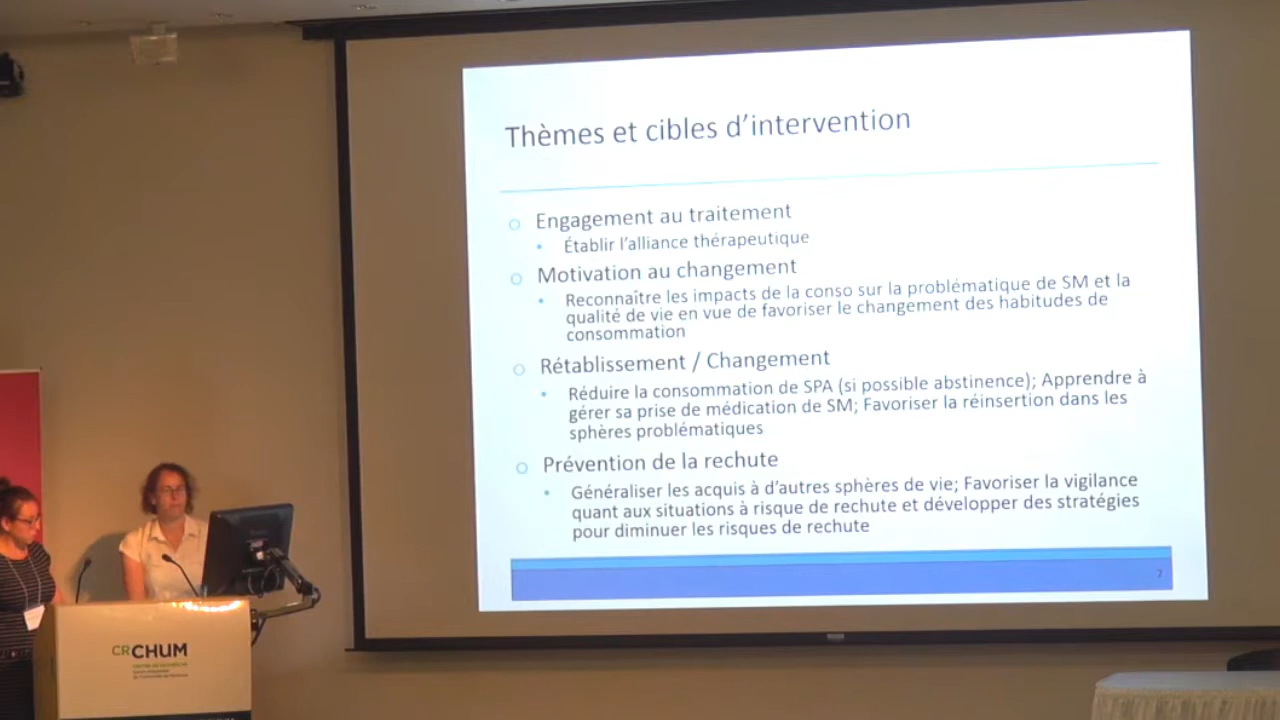 Thèmes et cibles d'intervention
Engagement au traitement
Établir l'alliance thérapeutique
Motivation au changement
Reconnaître les impacts de la conso sur la problématique de SM et la
qualité de vie en vue de favoriser le changement des habitudes de
consommation
Rétablissement / Changement
Réduire la consommation de SPA (si possible abstinence); Apprendre à
gérer sa prise de médication de SM; Favoriser la réinsertion dans les
sphères problématiques
Prévention de la rechute
Généraliser les acquis à d'autres sphères de vie; Favoriser la vigilance
quant aux situations à risque de rechute et développer des stratégies
pour diminuer les risques de rechute
7
CRCHUM
CENTRE DE RECHERCHE